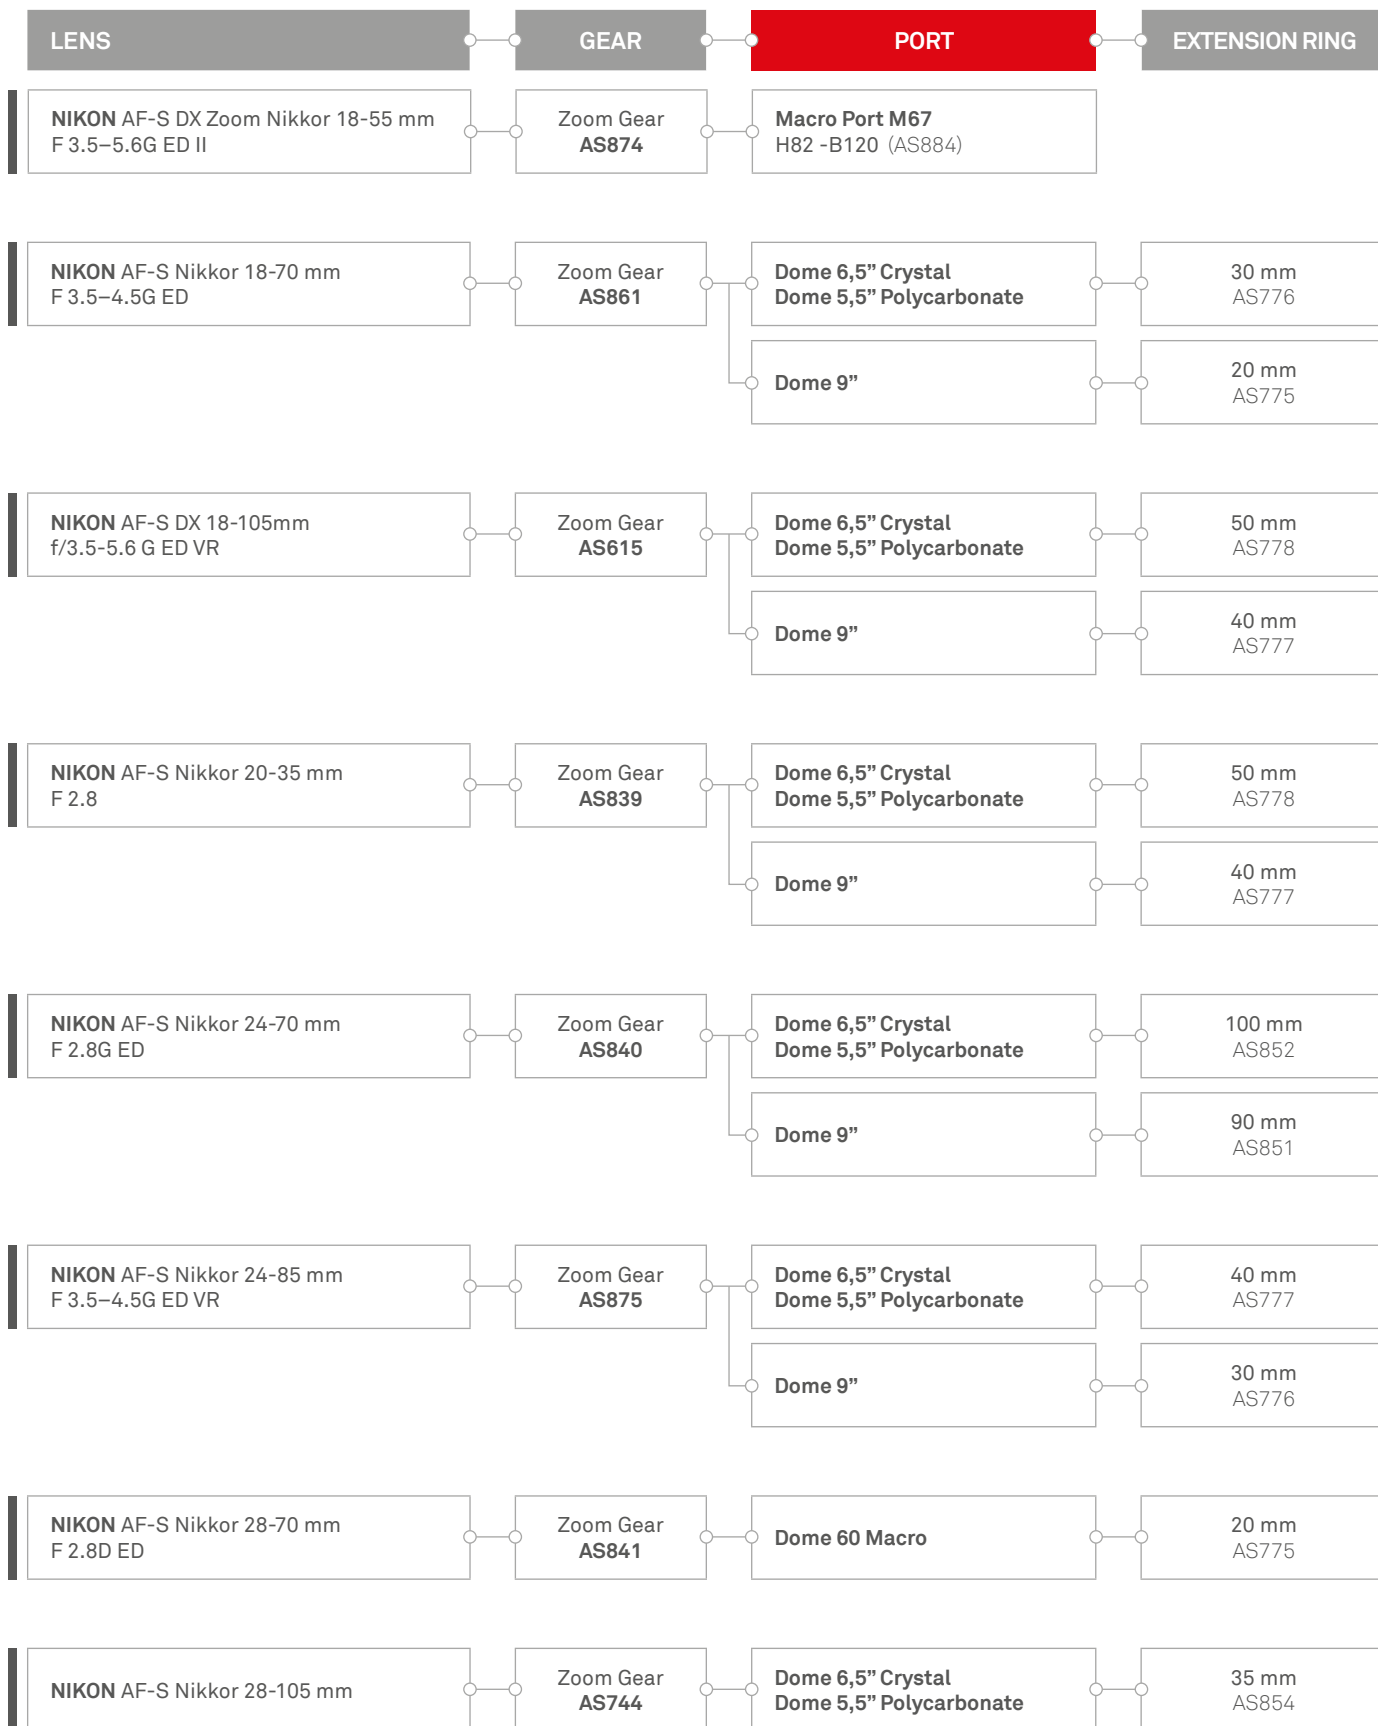 LENS GEAR PORT EXTENSION RING
NIKON AF-S DX Zoom Nikkor 18-55 mm
F 3.5–5.6G ED II
Zoom Gear
AS874
Macro Port M67
H82 -B120 (AS884)
NIKON AF-S Nikkor 18-70 mm
F 3.5–4.5G ED
Zoom Gear
AS861
Dome 6,5” Crystal
Dome 5,5” Polycarbonate
30 mm
AS776
Dome 9”
20 mm
AS775
NIKON AF-S DX 18-105mm
f/3.5-5.6 G ED VR
Zoom Gear
AS615
Dome 6,5” Crystal
Dome 5,5” Polycarbonate
50 mm
AS778
Dome 9”
40 mm
AS777
NIKON AF-S Nikkor 20-35 mm
F 2.8
Zoom Gear
AS839
Dome 6,5” Crystal
Dome 5,5” Polycarbonate
50 mm
AS778
Dome 9”
40 mm
AS777
NIKON AF-S Nikkor 24-70 mm
F 2.8G ED
Zoom Gear
AS840
Dome 6,5” Crystal
Dome 5,5” Polycarbonate
100 mm
AS852
Dome 9”
90 mm
AS851
NIKON AF-S Nikkor 24-85 mm
F 3.5–4.5G ED VR
Zoom Gear
AS875
Dome 6,5” Crystal
Dome 5,5” Polycarbonate
40 mm
AS777
Dome 9”
30 mm
AS776
NIKON AF-S Nikkor 28-70 mm
F 2.8D ED
Zoom Gear
AS841
Dome 60 Macro
20 mm
AS775
NIKON AF-S Nikkor 28-105 mm
Zoom Gear
AS744
Dome 6,5” Crystal
Dome 5,5” Polycarbonate
35 mm
AS854